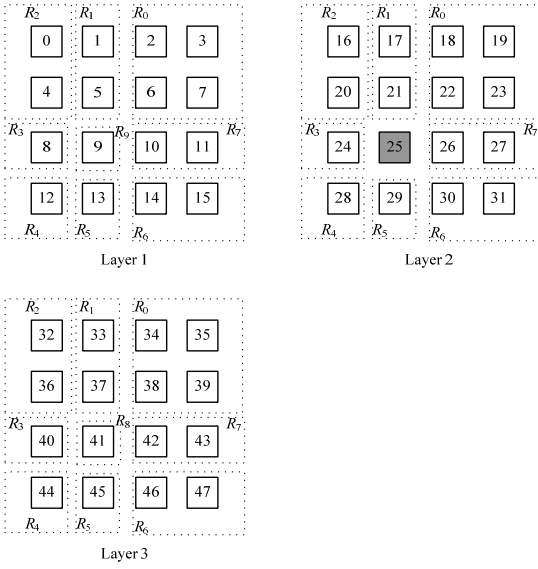 R2 R1 R0
0 1 2 3
4 5 6 7
R3 R9 R7
8 9 10 11
12 13 14 15
R4 R5 R6
Layer 1
R2 R1 R0
16 17 18 19
20 21 22 23
R3 R7
24 25 26 27
28 29 30 31
R4 R5 R6
Layer 2
R2 R1 R0
32 33 34 35
36 37 38 39
R3 R8 R7
40 41 42 43
44 45 46 47
R4 R5 R6
Layer 3